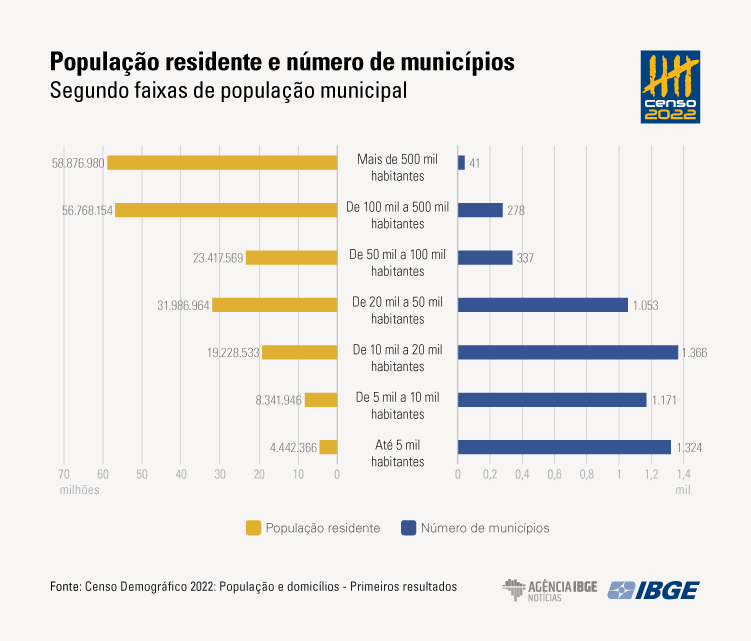 População residente e número de municípios
Segundo faixas de população municipal
censo
2022
58.876.980
Mais de 500 mil
habitantes
41
56.768.154
De 100 mil a 500 mil
habitantes
278
23.417.569
De 50 mil a 100 mil
habitantes
337
31.986.964
De 20 mil a 50 mil
habitantes
1.053
19.228.533
De 10 mil a 20 mil
habitantes
1.366
8.341.946
De 5 mil a 10 mil
habitantes
1.171
4.442.366
Até 5 mil
habitantes
1.324
70 60 50 40 30 20 10 0
milhões
0 0,2 0,4 0,6 0,8 1 1,2 1,4
mil
População residente
Número de municípios
Fonte: Censo Demográfico 2022: População e domicílios - Primeiros resultados
AGÊNCIA IBGE
NOTÍCIAS
IBGE